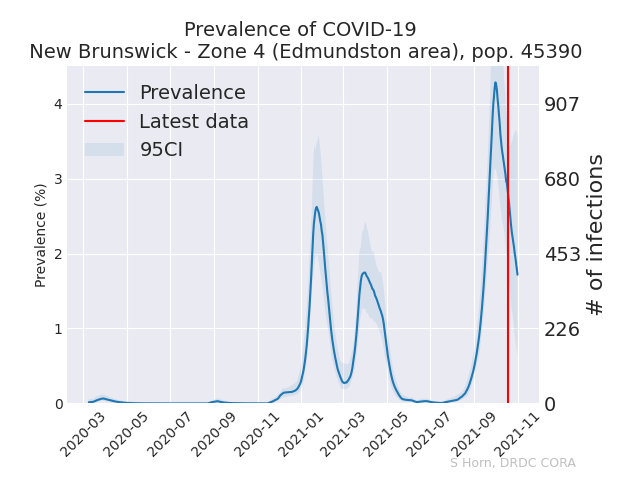 Prevalence of COVID-19
New Brunswick - Zone 4 (Edmundston area), pop. 45390
Prevalence
Latest data
95CI
Prevalence (%)
4
3
2
1
0
907
680
453
226
0
# of infections
2020-03
2020-05
2020-07
2020-09
2020-11
2021-01
2021-03
2021-05
2021-07
2021-09
2021-11
S Horn, DRDC CORA